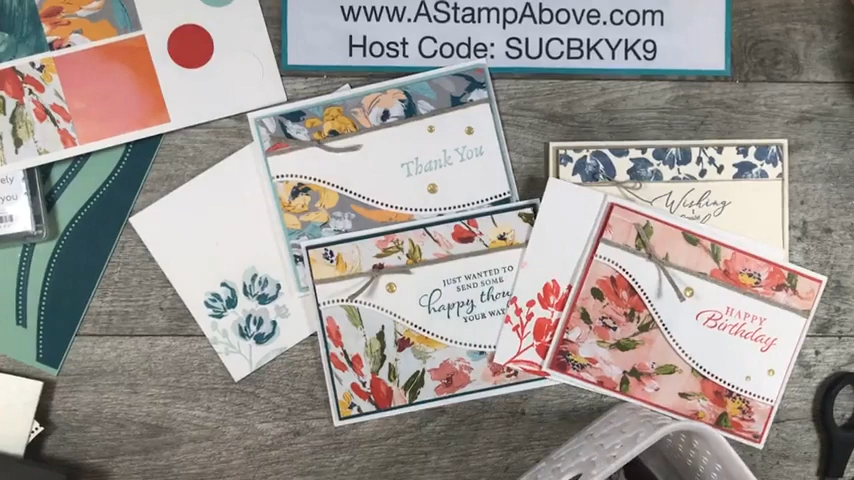 www.AStampAbove.com
Host Code: SUCBKYK9
Thank You
Wishing
JUST WANTED TO
SEND SOME
happy
YOUR WAY
HAPPY
Birthday
you